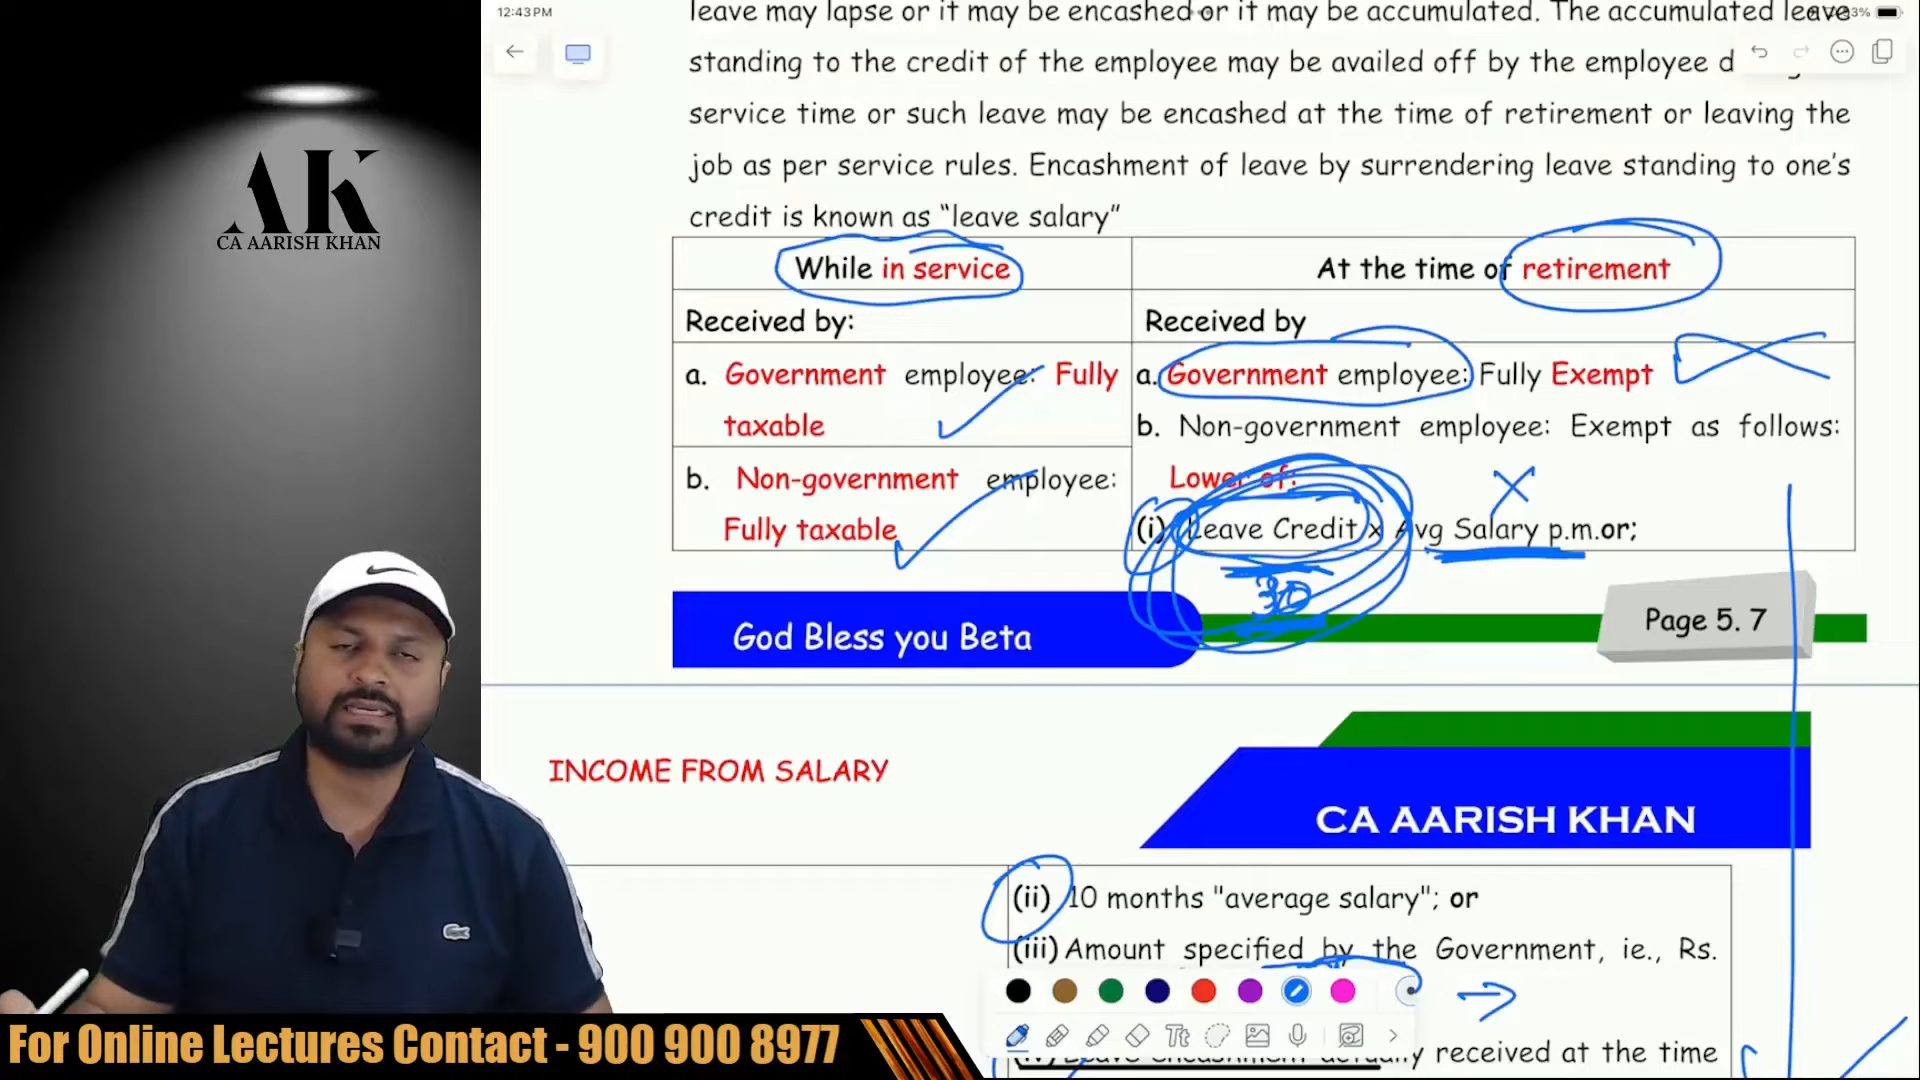 12:43 PM
leave may lapse or it may be encashed or it may be accumulated. The accumulated leave
standing to the credit of the employee may be availed off by the employee
service time or such leave may be encashed at the time of retirement or leaving the
job as per service rules. Encashment of leave by surrendering leave standing to one's
credit is known as “leave salary”
AK
CA AARISH KHAN
While in service
At the time of retirement
Received by:
Received by
a. Government employee: Fully
taxable
a. Government employee: Fully Exempt
b. Non-government employee: Exempt as follows:
b. Non-government employee:
Fully taxable
Lower of:
(i) Leave Credit x Avg Salary p.m.or;
30
God Bless you Beta
Page 5. 7
INCOME FROM SALARY
CA AARISH KHAN
(ii) 10 months "average salary"; or
(iii) Amount specified by the Government, ie., Rs.
Tt
Leave encashment actually received at the time
For Online Lectures Contact - 900 900 8977